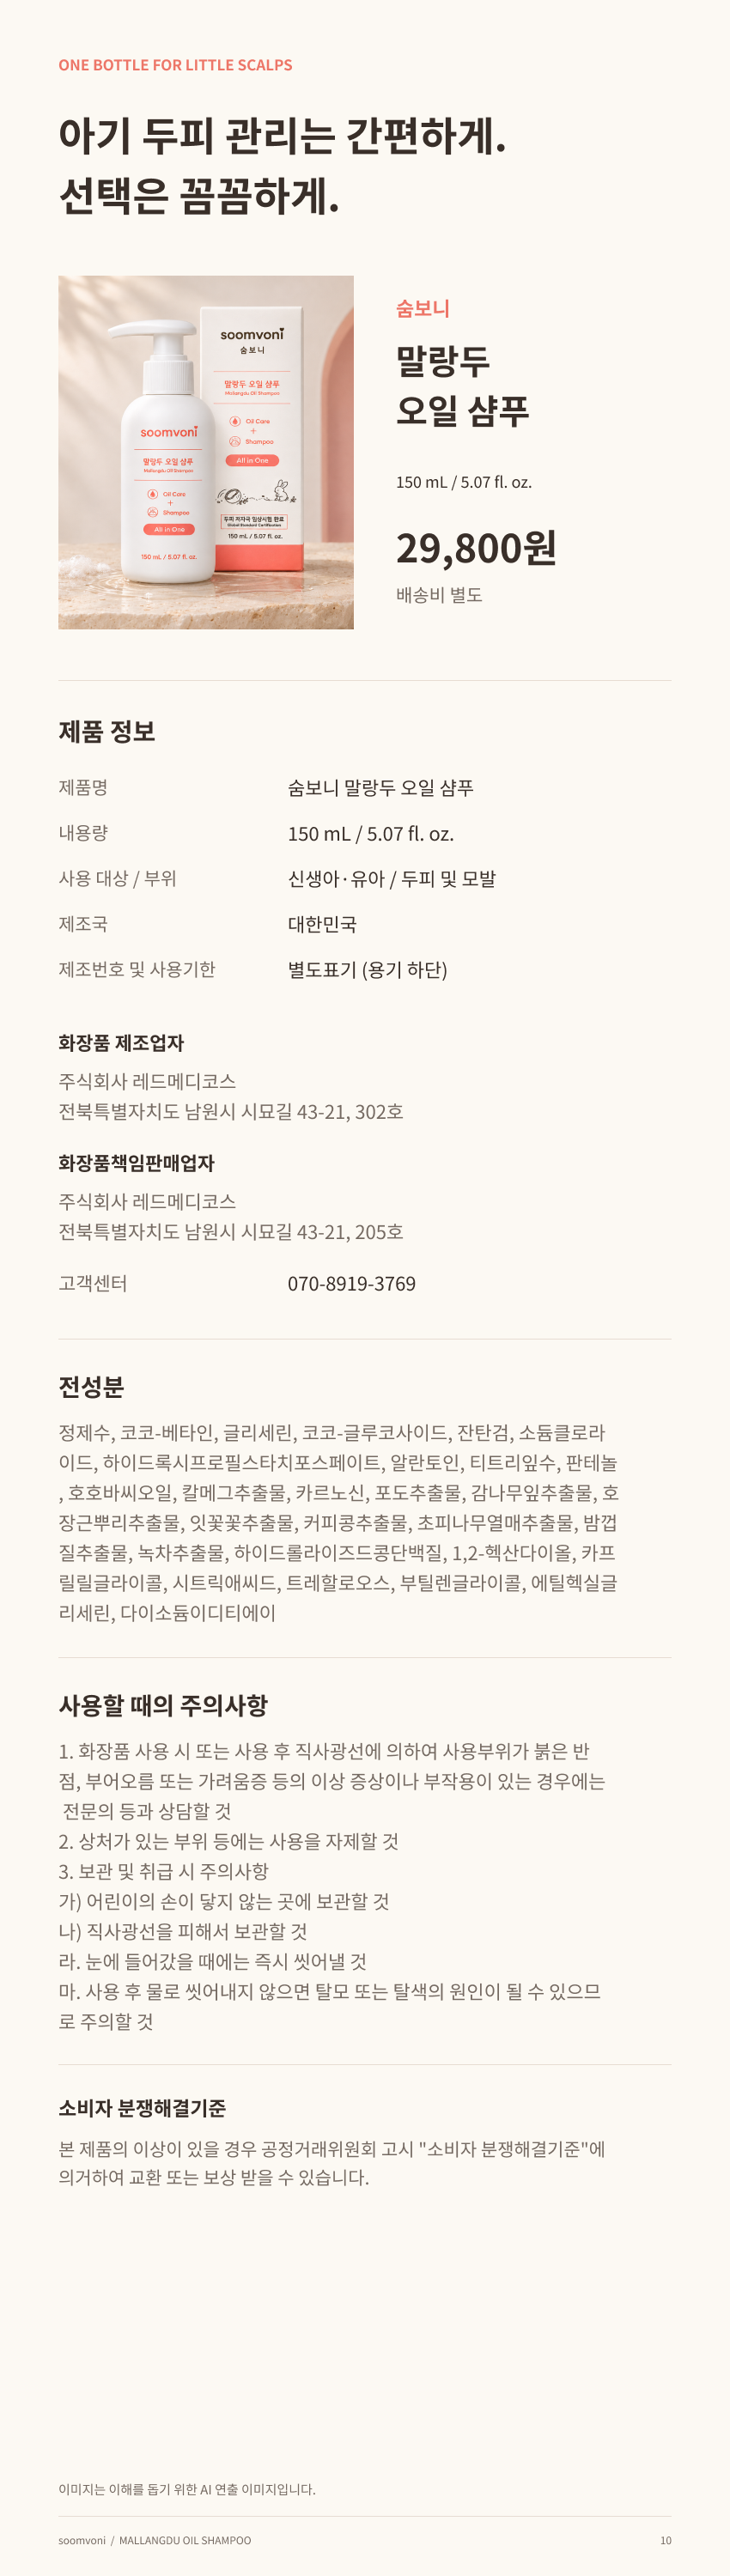 ONE BOTTLE FOR LITTLE SCALPS
아기 두피 관리는 간편하게.
선택은 꼼꼼하게.
soomvoni
숨보니
말랑두 오일 샴푸
Mallangdu Oil Shampoo
Oil Care
+
Shampoo
All in One
두피 저자극 임상시험 완료
Global Standard Certification
150 mL / 5.07 fl. oz.
soomvoni
말랑두 오일 샴푸
Mallangdu Oil Shampoo
Oil Care
+
Shampoo
All in One
150 mL / 5.07 fl. oz.
숨보니
말랑두
오일 샴푸
150 mL / 5.07 fl. oz.
29,800원
배송비 별도
제품 정보
제품명 숨보니 말랑두 오일 샴푸
내용량 150 mL / 5.07 fl. oz.
사용 대상 / 부위 신생아·유아 / 두피 및 모발
제조국 대한민국
제조번호 및 사용기한 별도표기 (용기 하단)
화장품 제조업자
주식회사 레드메디코스
전북특별자치도 남원시 시묘길 43-21, 302호
화장품책임판매업자
주식회사 레드메디코스
전북특별자치도 남원시 시묘길 43-21, 205호
고객센터 070-8919-3769
전성분
정제수, 코코-베타인, 글리세린, 코코-글루코사이드, 잔탄검, 소듐클로라
이드, 하이드록시프로필스타치포스페이트, 알란토인, 티트리잎수, 판테놀
, 호호바씨오일, 칼메그추출물, 카르노신, 포도추출물, 감나무잎추출물, 호
장근뿌리추출물, 잇꽃꽃추출물, 커피콩추출물, 초피나무열매추출물, 밤껍
질추출물, 녹차추출물, 하이드롤라이즈드콩단백질, 1,2-헥산다이올, 카프
릴릴글라이콜, 시트릭애씨드, 트레할로오스, 부틸렌글라이콜, 에틸헥실글
리세린, 다이소듐이디티에이
사용할 때의 주의사항
1. 화장품 사용 시 또는 사용 후 직사광선에 의하여 사용부위가 붉은 반
점, 부어오름 또는 가려움증 등의 이상 증상이나 부작용이 있는 경우에는
전문의 등과 상담할 것
2. 상처가 있는 부위 등에는 사용을 자제할 것
3. 보관 및 취급 시 주의사항
가) 어린이의 손이 닿지 않는 곳에 보관할 것
나) 직사광선을 피해서 보관할 것
라. 눈에 들어갔을 때에는 즉시 씻어낼 것
마. 사용 후 물로 씻어내지 않으면 탈모 또는 탈색의 원인이 될 수 있으므
로 주의할 것
소비자 분쟁해결기준
본 제품의 이상이 있을 경우 공정거래위원회 고시 "소비자 분쟁해결기준"에
의거하여 교환 또는 보상 받을 수 있습니다.
이미지는 이해를 돕기 위한 AI 연출 이미지입니다.
soomvoni / MALLANGDU OIL SHAMPOO 10